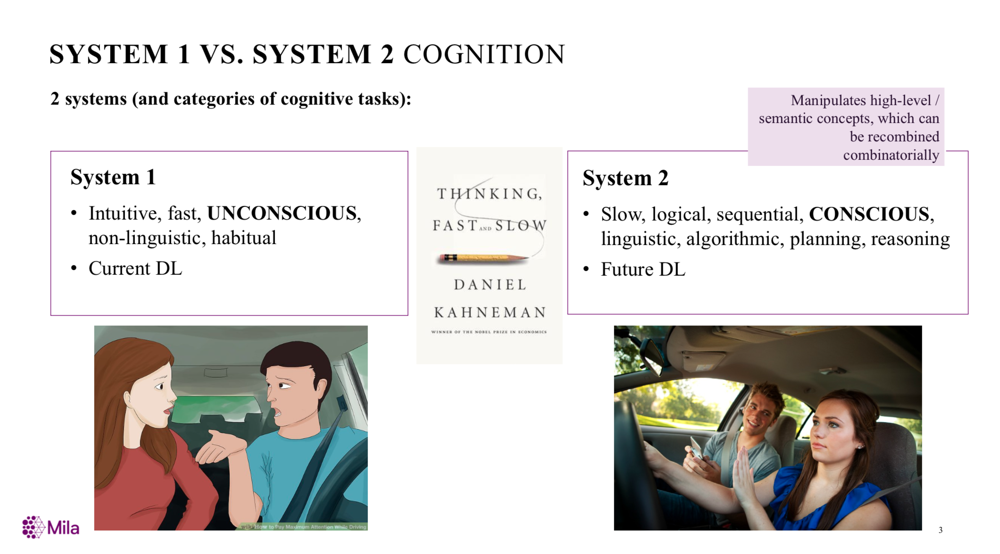 SYSTEM 1 VS. SYSTEM 2 COGNITION
2 systems (and categories of cognitive tasks):
Manipulates high-level /
semantic concepts, which can
be recombined
combinatorially
System 1
• Intuitive, fast, UNCONSCIOUS,
non-linguistic, habitual
• Current DL
THINKING,
FAST AND SLOW
DANIEL
KAHNEMAN
WINNER OF THE NOBEL PRIZE IN ECONOMICS
System 2
• Slow, logical, sequential, CONSCIOUS,
linguistic, algorithmic, planning, reasoning
• Future DL
wikiHow to Pay Maximum Attention While Driving
Mila
3